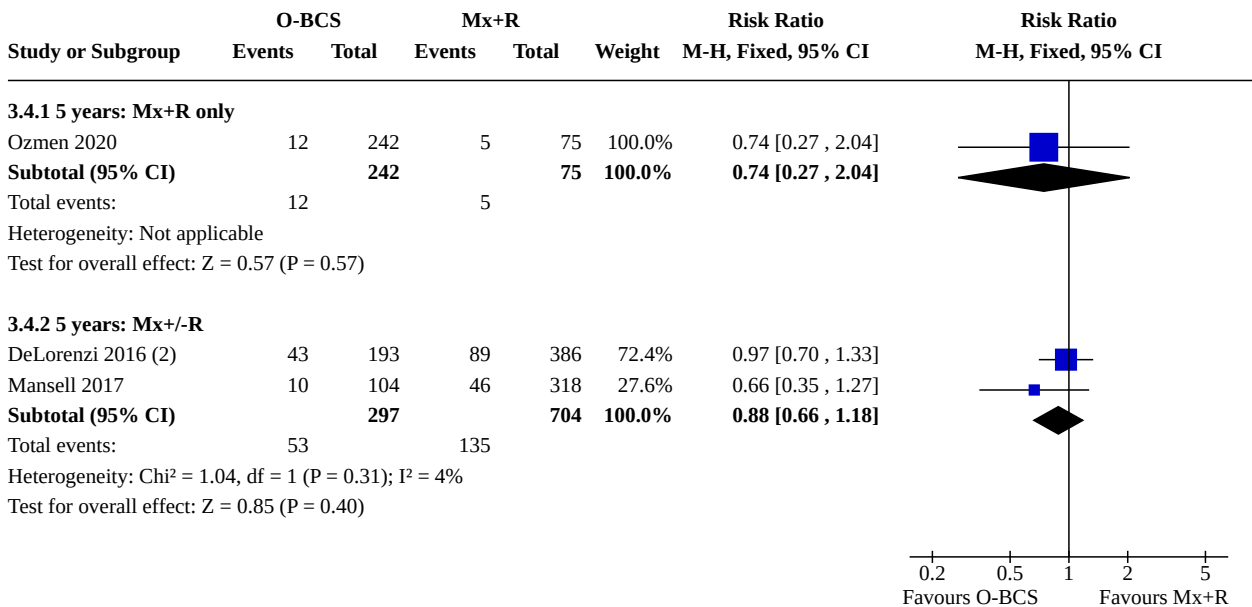 O-BCS Mx+R Risk Ratio Risk Ratio
Study or Subgroup Events Total Events Total Weight M-H, Fixed, 95% CI M-H, Fixed, 95% CI
3.4.1 5 years: Mx+R only
Ozmen 2020 12 242 5 75 100.0% 0.74 [0.27 , 2.04]
Subtotal (95% CI) 242 75 100.0% 0.74 [0.27 , 2.04]
Total events: 12 5
Heterogeneity: Not applicable
Test for overall effect: Z = 0.57 (P = 0.57)
3.4.2 5 years: Mx+/-R
DeLorenzi 2016 (2) 43 193 89 386 72.4% 0.97 [0.70 , 1.33]
Mansell 2017 10 104 46 318 27.6% 0.66 [0.35 , 1.27]
Subtotal (95% CI) 297 704 100.0% 0.88 [0.66 , 1.18]
Total events: 53 135
Heterogeneity: Chi² = 1.04, df = 1 (P = 0.31); I² = 4%
Test for overall effect: Z = 0.85 (P = 0.40)
0.2 0.5 1 2 5
Favours O-BCS Favours Mx+R